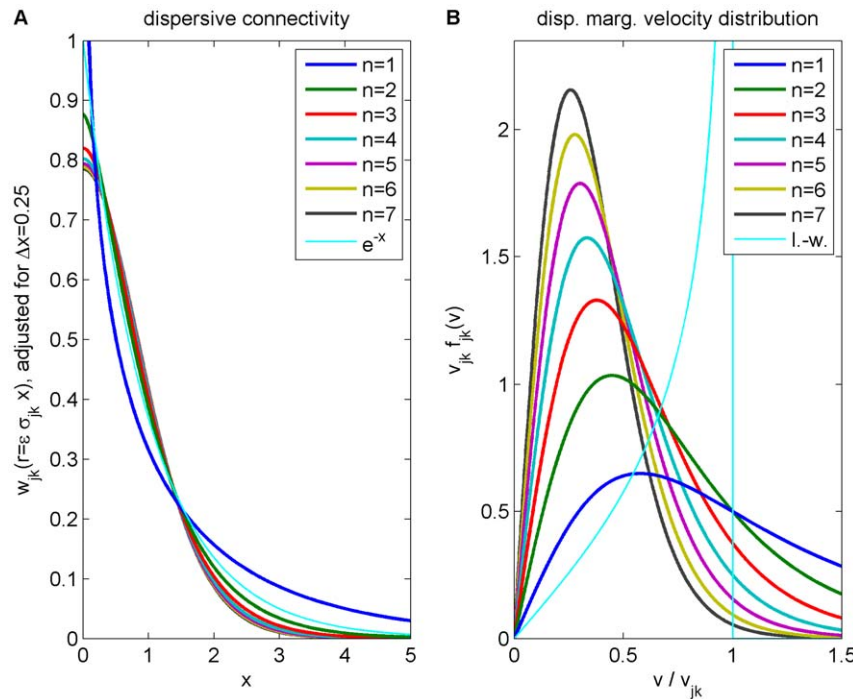 A dispersive connectivity
w_jk(r=ε σ_jk x), adjusted for Δx=0.25
1
0.9
0.8
0.7
0.6
0.5
0.4
0.3
0.2
0.1
0
0 1 2 3 4 5
x
n=1
n=2
n=3
n=4
n=5
n=6
n=7
e^-x
B disp. marg. velocity distribution
v_jk f_jk(v)
2
1.5
1
0.5
0
0 0.5 1 1.5
v / v_jk
n=1
n=2
n=3
n=4
n=5
n=6
n=7
l.-w.